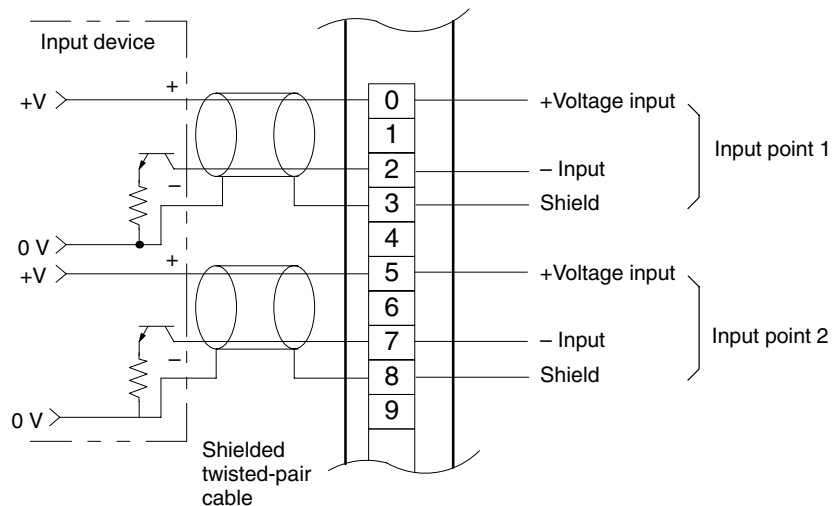 Input device
+
+V
0
+Voltage input
1
Input point 1
2
– Input
–
3
Shield
0 V
4
+
+V
5
+Voltage input
6
Input point 2
7
– Input
–
8
Shield
0 V
9
Shielded
twisted-pair
cable